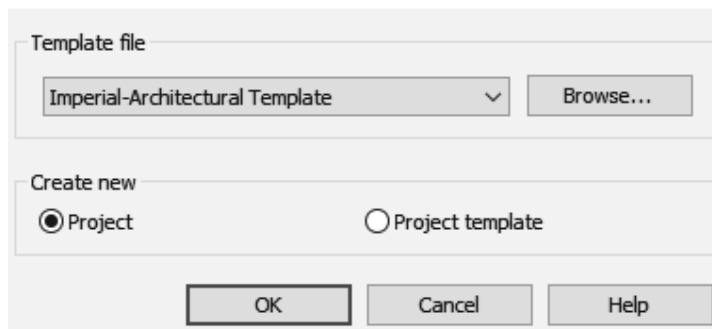 Template file
Imperial-Architectural Template Browse...
Create new
Project Project template
OK Cancel Help